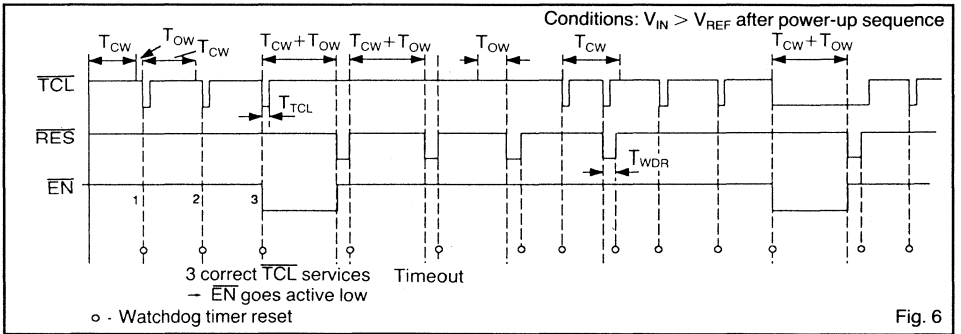 Conditions: V_IN > V_REF after power-up sequence
T_CW
T_OW
T_CW
T_CW+T_OW
T_CW+T_OW
T_OW
T_CW
T_CW+T_OW
TCL
T_TCL
RES
T_WDR
EN
1
2
3
3 correct TCL services
→ EN goes active low
Timeout
o - Watchdog timer reset
Fig. 6